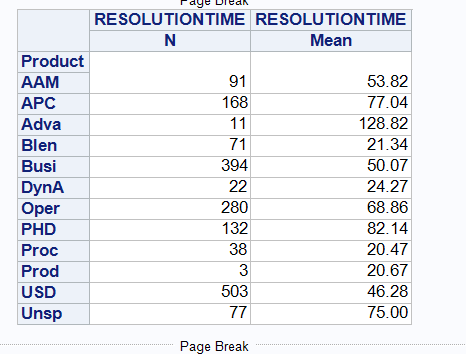 Page Break
RESOLUTIONTIME RESOLUTIONTIME
N Mean
Product
AAM 91 53.82
APC 168 77.04
Adva 11 128.82
Blen 71 21.34
Busi 394 50.07
DynA 22 24.27
Oper 280 68.86
PHD 132 82.14
Proc 38 20.47
Prod 3 20.67
USD 503 46.28
Unsp 77 75.00
Page Break